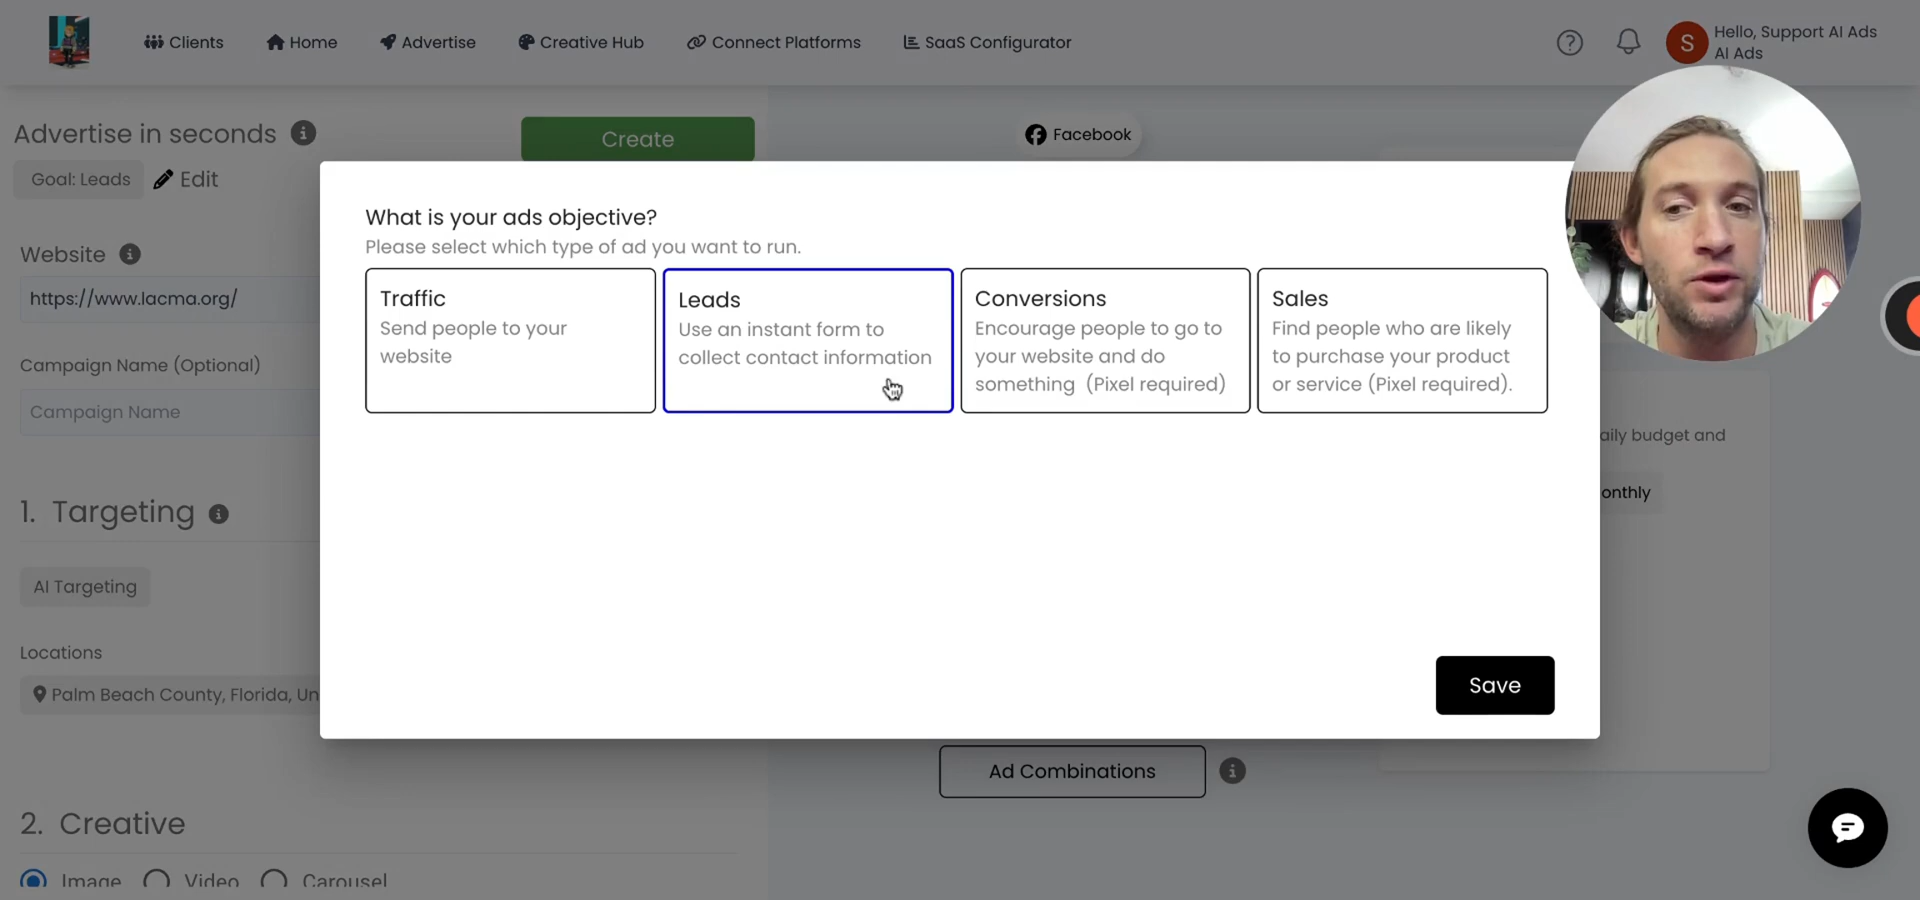 Clients
Home
Advertise
Creative Hub
Connect Platforms
SaaS Configurator
S
Hello, Support AI Ads
AI Ads
Advertise in seconds
Create
Facebook
Goal: Leads
Edit
Website
https://www.lacma.org/
Campaign Name (Optional)
Campaign Name
1. Targeting
AI Targeting
Locations
Palm Beach County, Florida, Un
2. Creative
Image
Video
Carousel
What is your ads objective?
Please select which type of ad you want to run.
Traffic
Send people to your
website
Leads
Use an instant form to
collect contact information
Conversions
Encourage people to go to
your website and do
something (Pixel required)
Sales
Find people who are likely
to purchase your product
or service (Pixel required).
Save
aily budget and
onthly
Ad Combinations